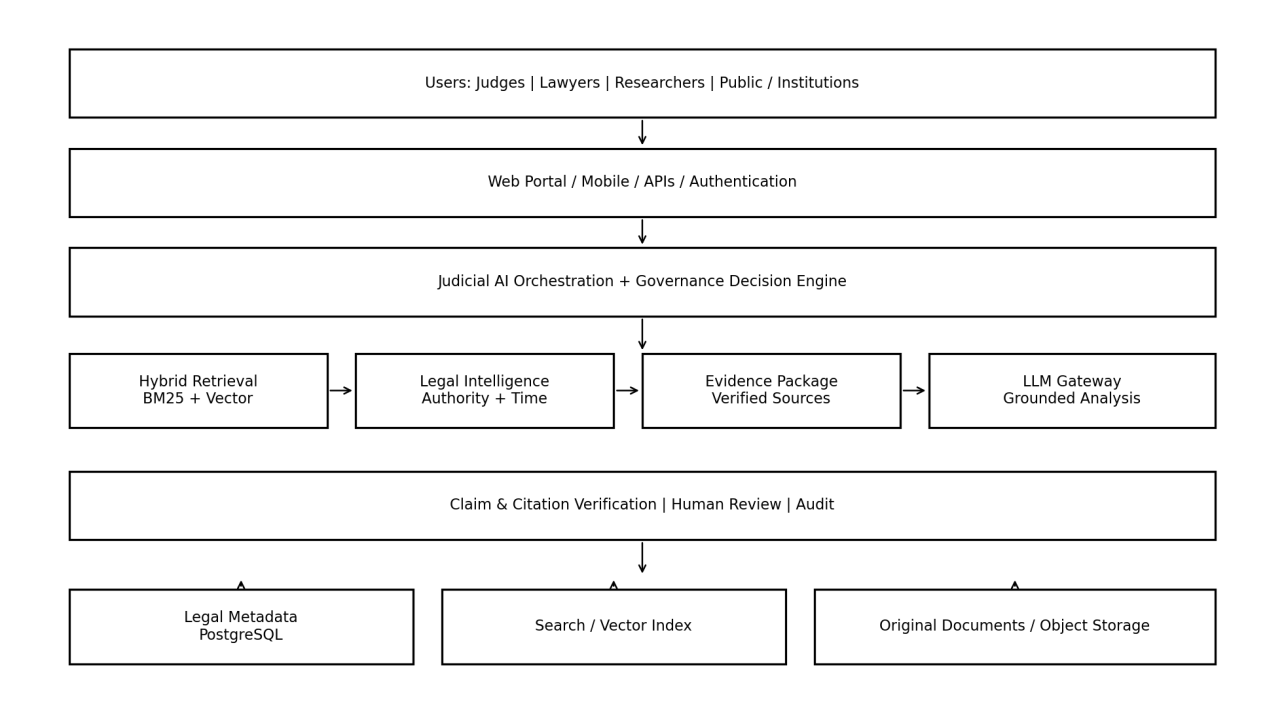 Users: Judges | Lawyers | Researchers | Public / Institutions
Web Portal / Mobile / APIs / Authentication
Judicial AI Orchestration + Governance Decision Engine
Hybrid Retrieval
BM25 + Vector
Legal Intelligence
Authority + Time
Evidence Package
Verified Sources
LLM Gateway
Grounded Analysis
Claim & Citation Verification | Human Review | Audit
Legal Metadata
PostgreSQL
Search / Vector Index
Original Documents / Object Storage